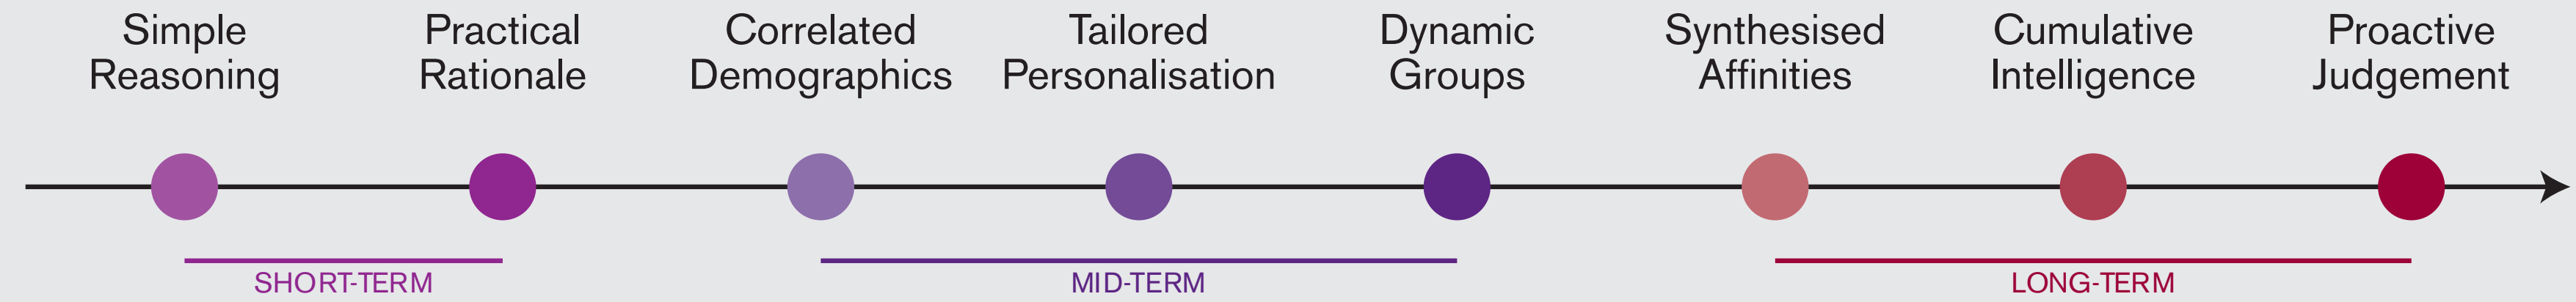 Simple
Reasoning
Practical
Rationale
Correlated
Demographics
Tailored
Personalisation
Dynamic
Groups
Synthesised
Affinities
Cumulative
Intelligence
Proactive
Judgement
SHORT-TERM
MID-TERM
LONG-TERM